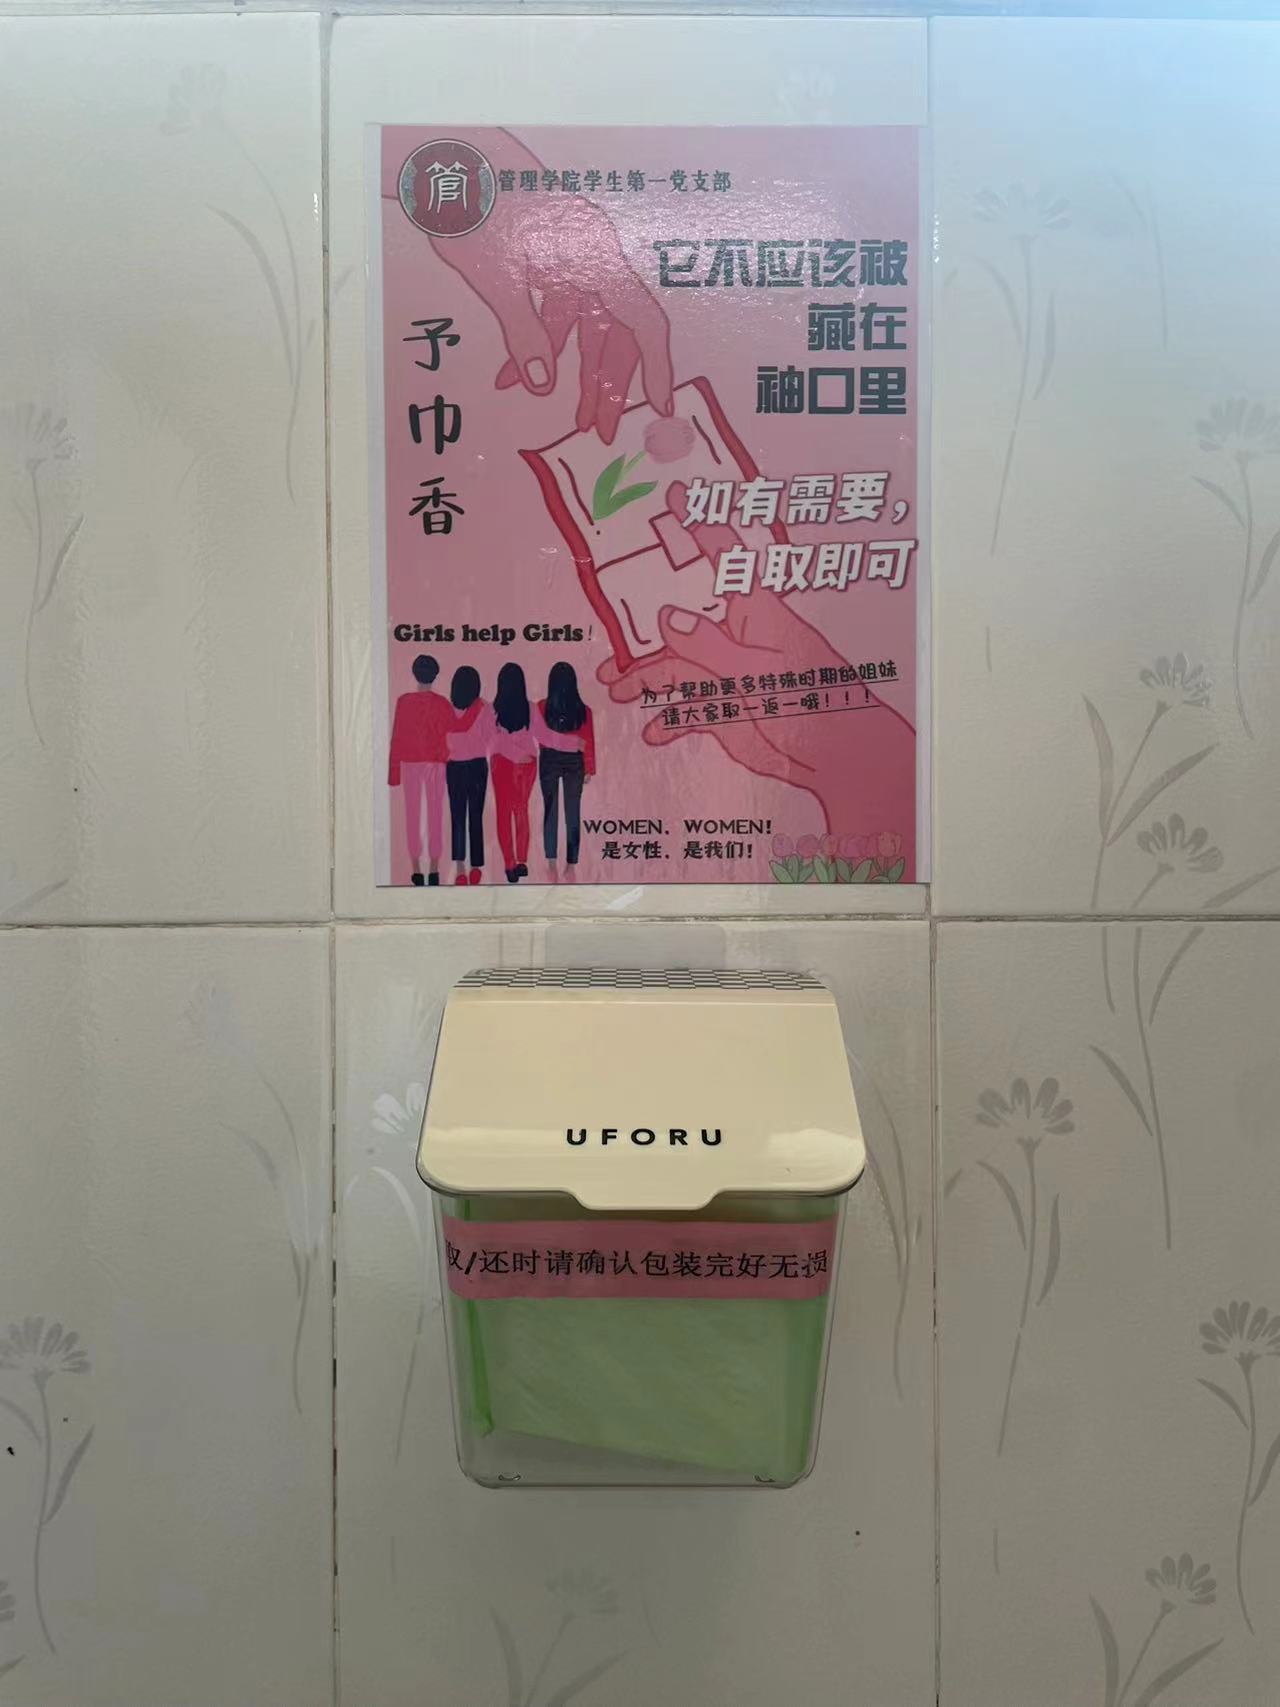 管
管理学院学生第一党支部
它不应该被
藏在
袖口里
予巾香
如有需要，
自取即可
Girls help Girls!
为了帮助更多特殊时期的姐妹
请大家取一返一哦！！！
WOMEN，WOMEN！
是女性，是我们！
UFORU
取/还时请确认包装完好无损